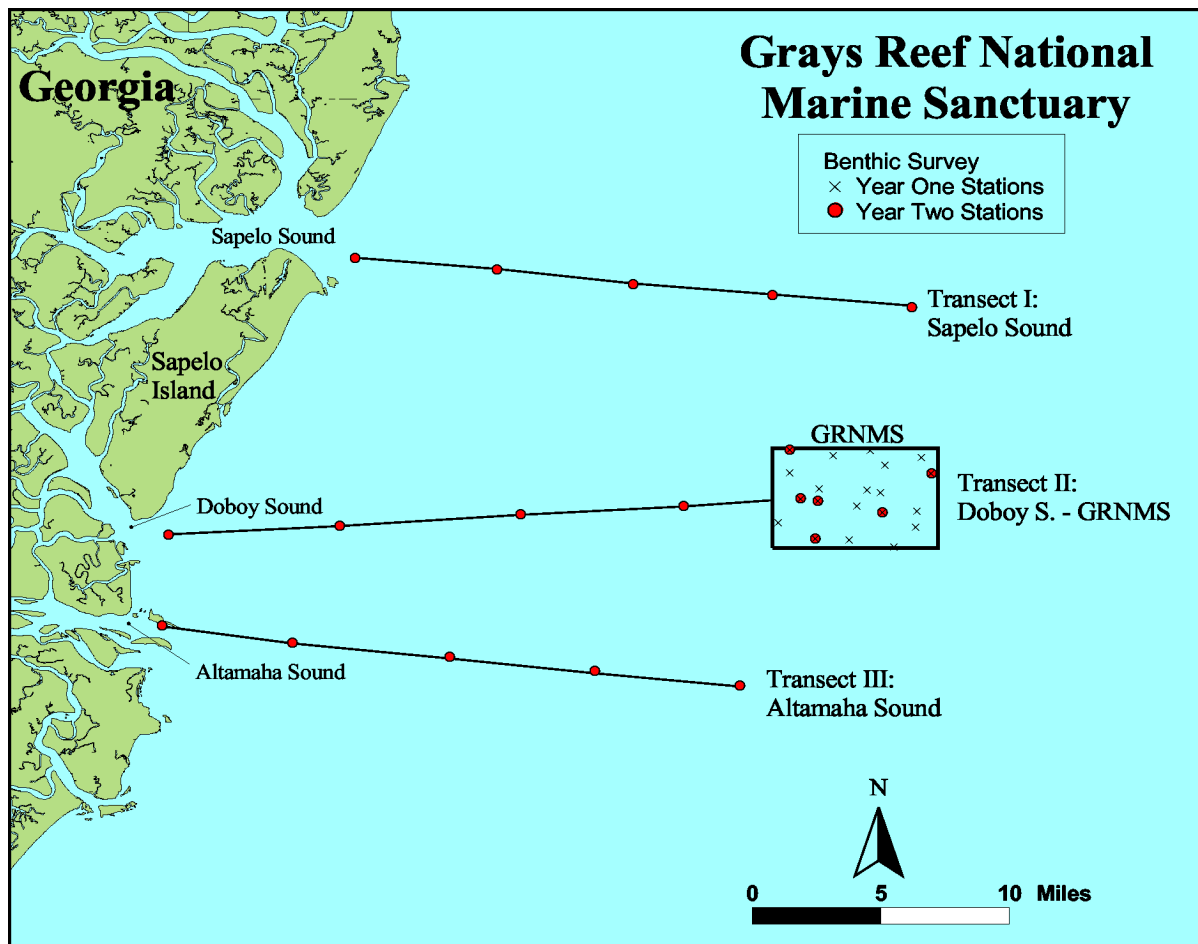 Georgia
Grays Reef National
Marine Sanctuary
Benthic Survey
× Year One Stations
Year Two Stations
Sapelo Sound
Transect I:
Sapelo Sound
Sapelo
Island
GRNMS
Doboy Sound
Transect II:
Doboy S. - GRNMS
Altamaha Sound
Transect III:
Altamaha Sound
N
0 5 10 Miles